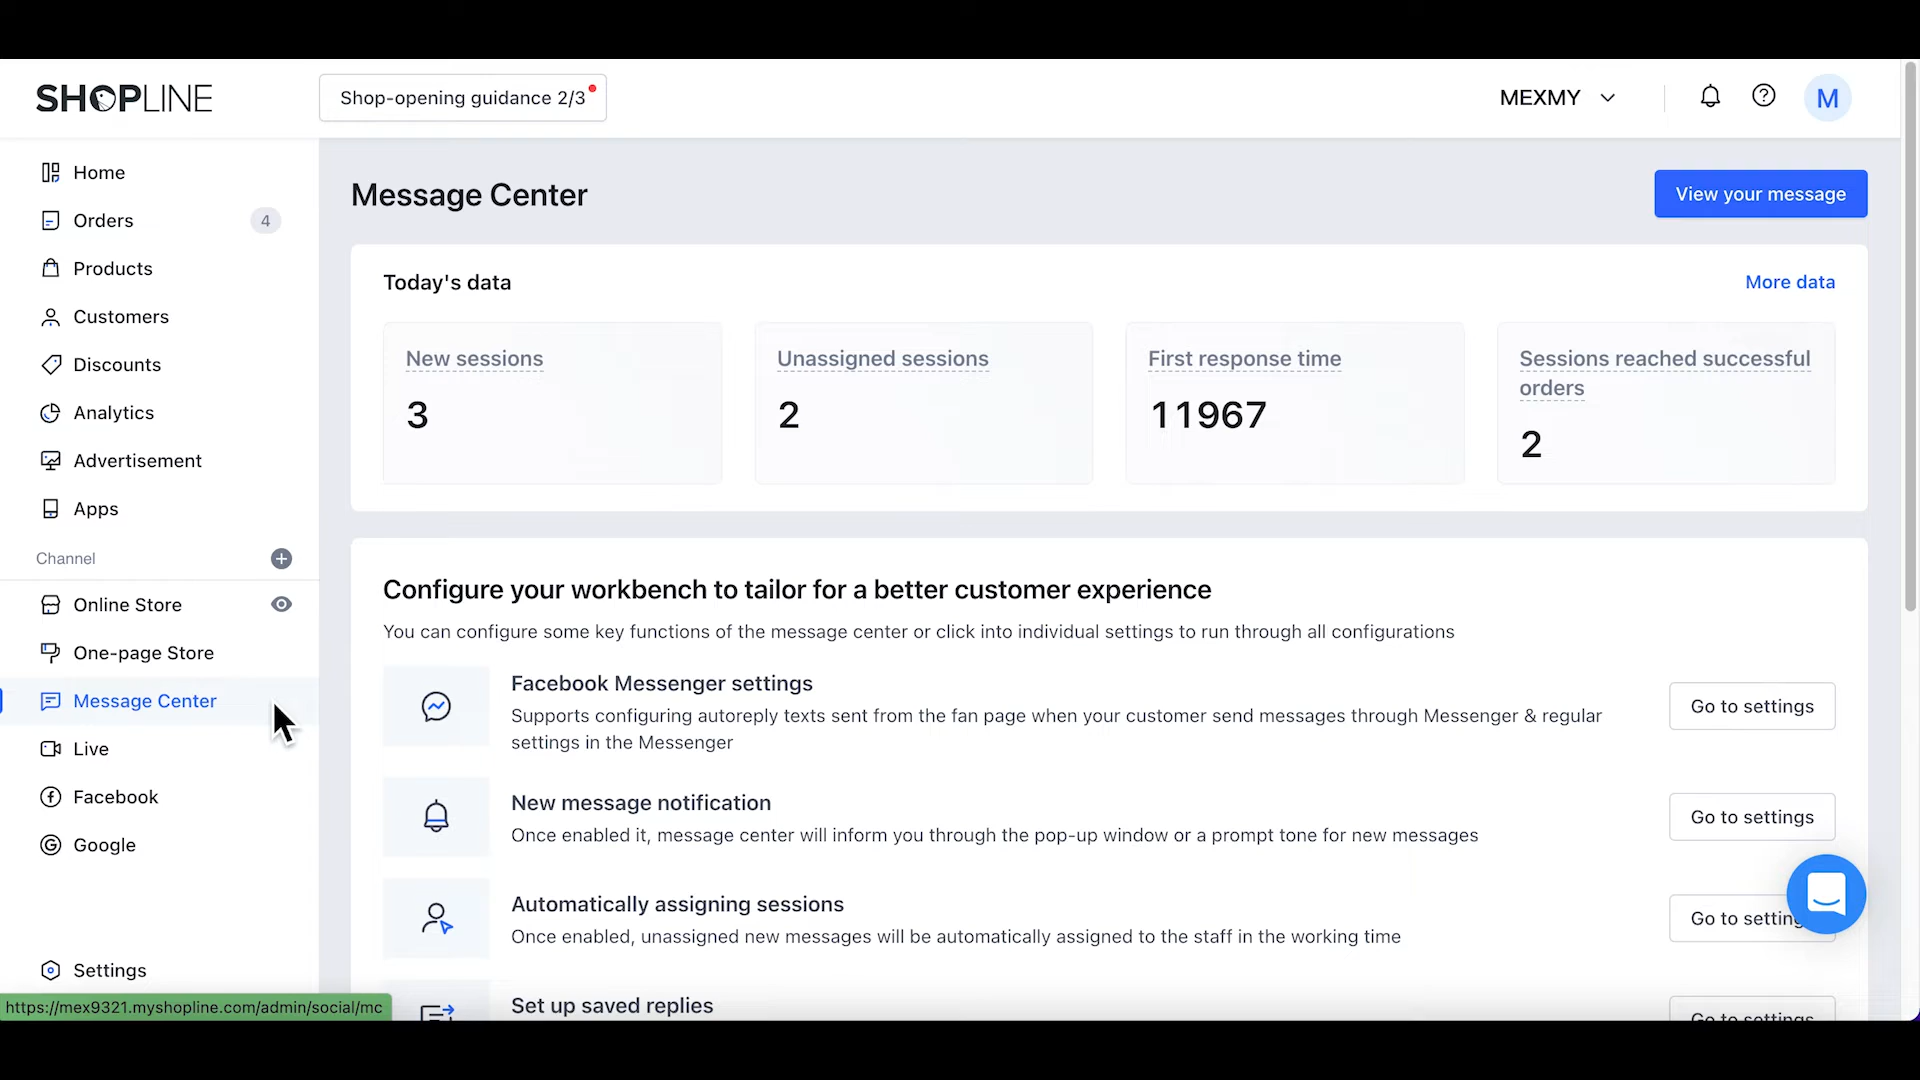 SHOPLINE
Shop-opening guidance 2/3
MEXMY
M
Home
Orders
4
Products
Customers
Discounts
Analytics
Advertisement
Apps
Channel
Online Store
One-page Store
Message Center
Live
Facebook
Google
Settings
https://mex9321.myshopline.com/admin/social/mc
Message Center
View your message
Today's data
More data
New sessions
3
Unassigned sessions
2
First response time
11967
Sessions reached successful
orders
2
Configure your workbench to tailor for a better customer experience
You can configure some key functions of the message center or click into individual settings to run through all configurations
Facebook Messenger settings
Supports configuring autoreply texts sent from the fan page when your customer send messages through Messenger & regular
settings in the Messenger
Go to settings
New message notification
Once enabled it, message center will inform you through the pop-up window or a prompt tone for new messages
Go to settings
Automatically assigning sessions
Once enabled, unassigned new messages will be automatically assigned to the staff in the working time
Go to setting
Set up saved replies
Go to settings